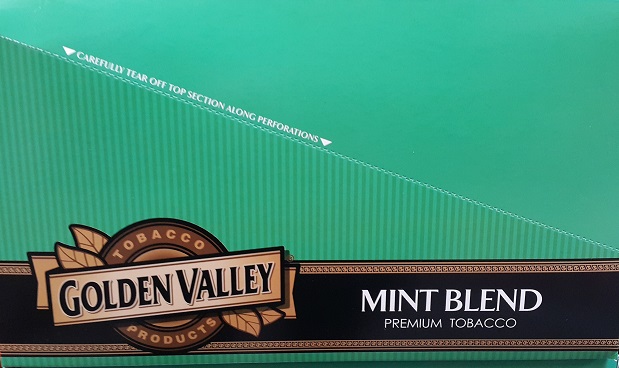 CAREFULLY TEAR OFF TOP SECTION ALONG PERFORATIONS
TOBACCO
GOLDEN VALLEY
PRODUCTS
MINT BLEND
PREMIUM TOBACCO